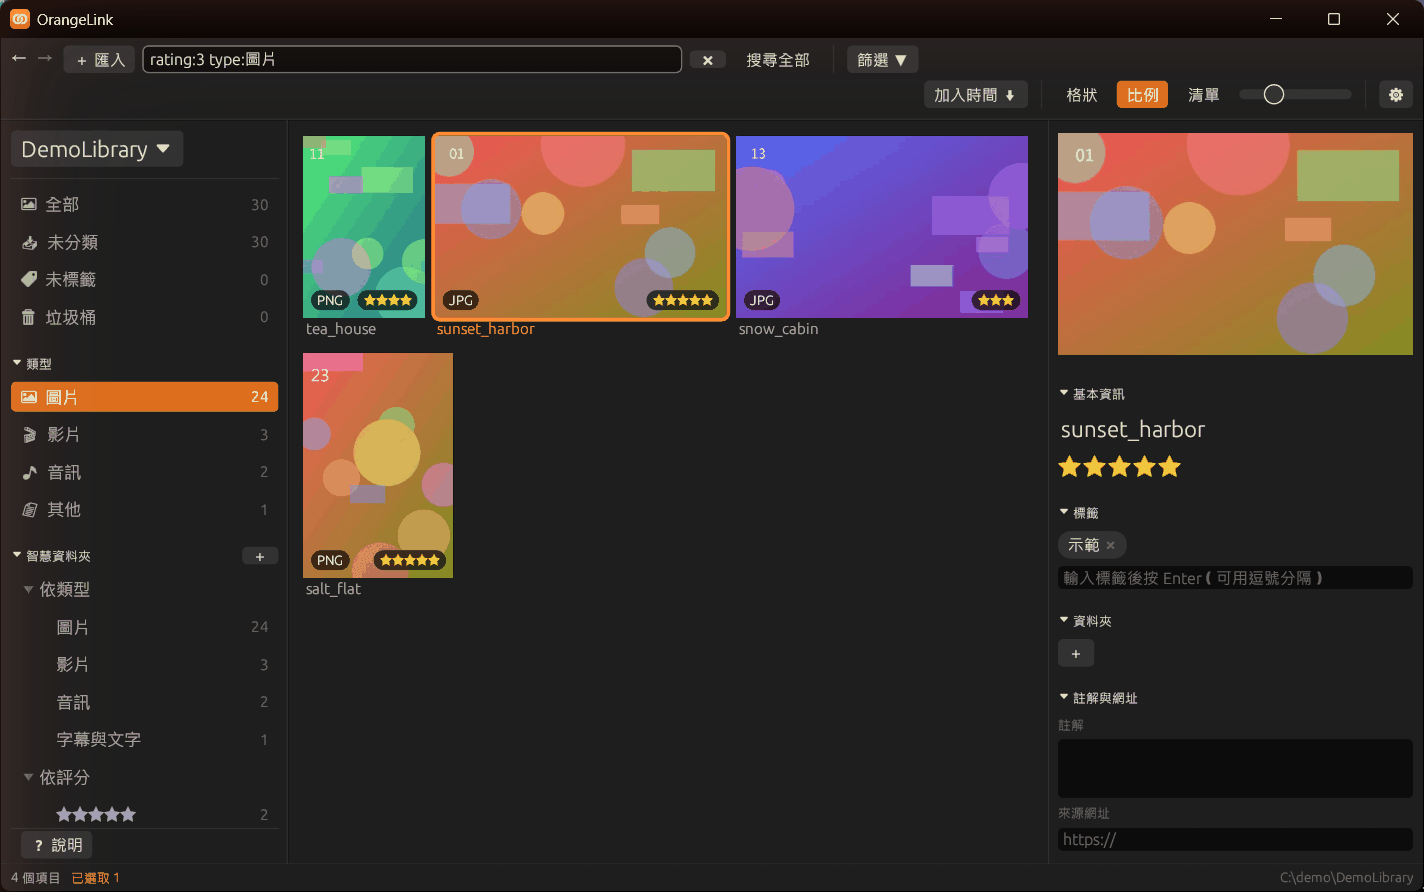 OrangeLink
← → + 匯入 rating:3 type:圖片 × 搜尋全部 篩選 ▼
加入時間 ⬇ 格狀 比例 清單
DemoLibrary ▼
全部 30
未分類 30
未標籤 0
垃圾桶 0
類型
圖片 24
影片 3
音訊 2
其他 1
智慧資料夾 +
依類型
圖片 24
影片 3
音訊 2
字幕與文字 1
依評分
★★★★★ 2
? 說明
11
PNG ★★★★
tea_house
01
JPG ★★★★★
sunset_harbor
13
JPG ★★★
snow_cabin
23
PNG ★★★★★
salt_flat
01
基本資訊
sunset_harbor
★★★★★
標籤
示範 ×
輸入標籤後按 Enter ( 可用逗號分隔 )
資料夾
+
註解與網址
註解
來源網址
https://
4 個項目 已選取 1
C:\demo\DemoLibrary